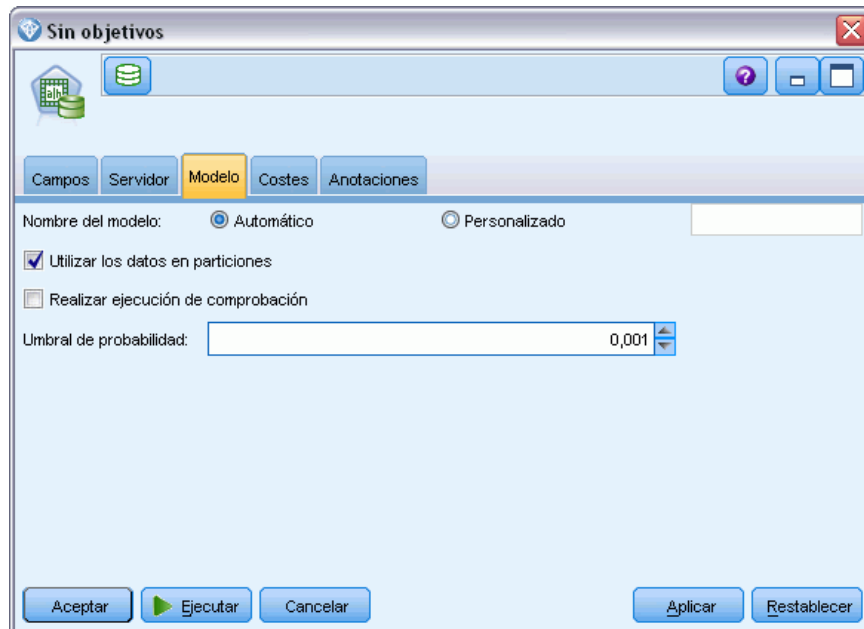 Sin objetivos
Campos Servidor Modelo Costes Anotaciones
Nombre del modelo: Automático Personalizado
Utilizar los datos en particiones
Realizar ejecución de comprobación
Umbral de probabilidad: 0,001
Aceptar Ejecutar Cancelar Aplicar Restablecer